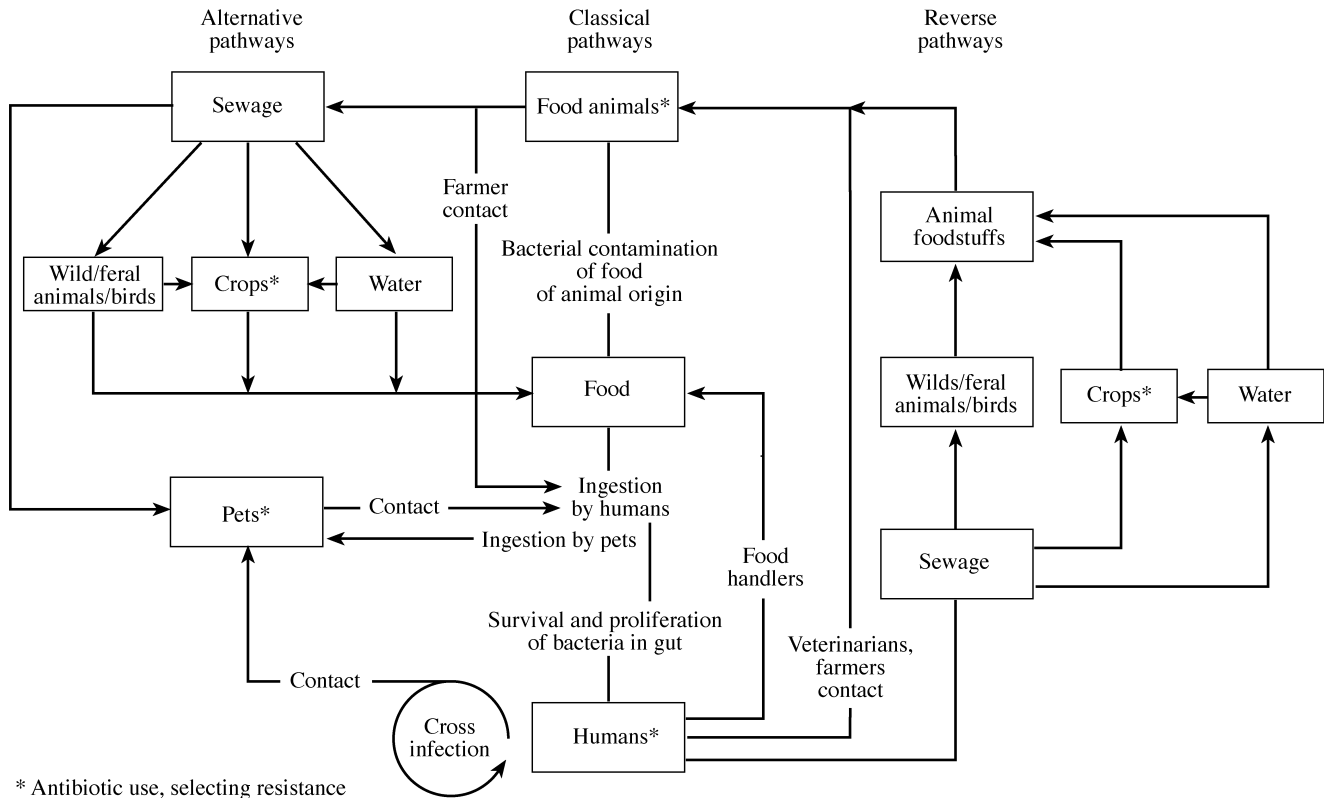 Alternative
pathways
Classical
pathways
Reverse
pathways
Sewage
Food animals*
Farmer
contact
Animal
foodstuffs
Bacterial contamination
of food
of animal origin
Wild/feral
animals/birds
Crops*
Water
Food
Wilds/feral
animals/birds
Crops*
Water
Pets*
Contact
Ingestion
by humans
Ingestion by pets
Food
handlers
Sewage
Survival and proliferation
of bacteria in gut
Veterinarians,
farmers
contact
Contact
Cross
infection
Humans*
* Antibiotic use, selecting resistance